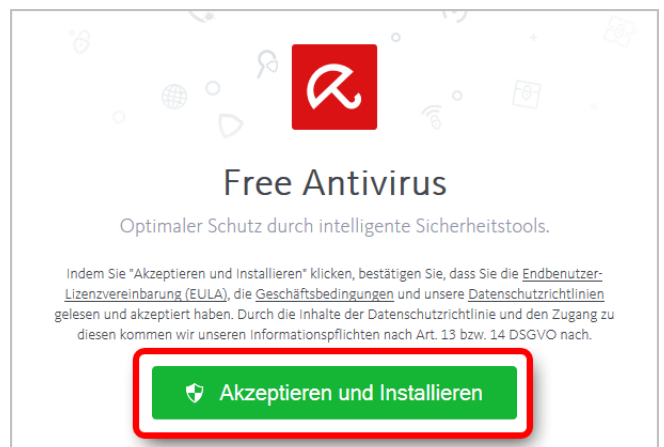 Free Antivirus
Optimaler Schutz durch intelligente Sicherheitstools.
Indem Sie "Akzeptieren und Installieren" klicken, bestätigen Sie, dass Sie die Endbenutzer-
Lizenzvereinbarung (EULA), die Geschäftsbedingungen und unsere Datenschutzrichtlinien
gelesen und akzeptiert haben. Durch die Inhalte der Datenschutzrichtlinie und den Zugang zu
diesen kommen wir unseren Informationspflichten nach Art. 13 bzw. 14 DSGVO nach.
Akzeptieren und Installieren